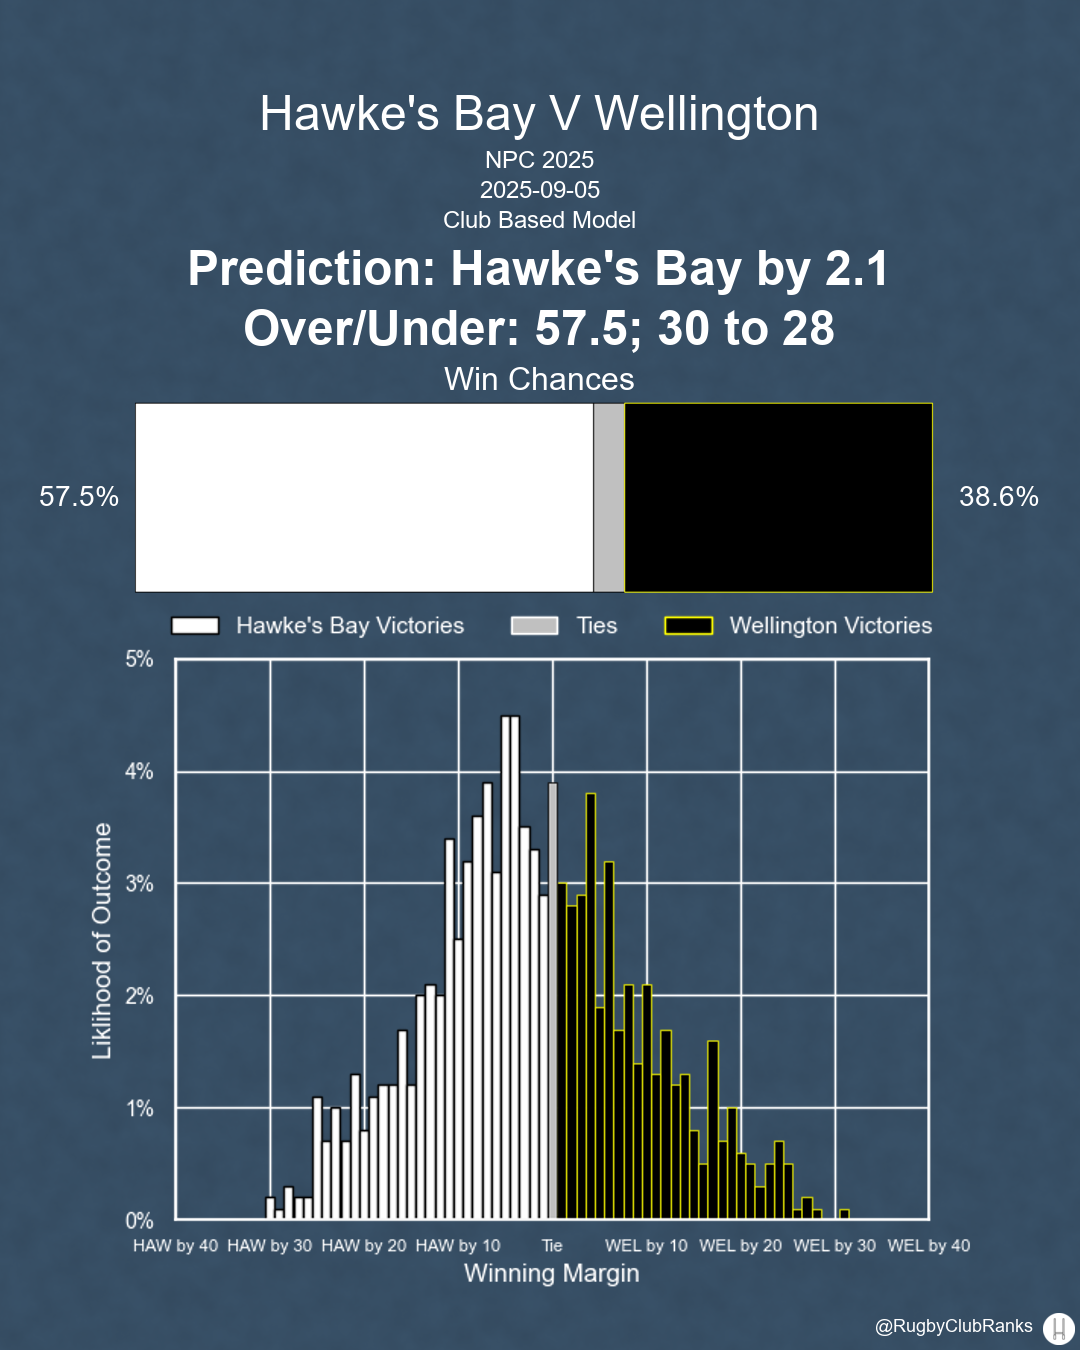 Hawke's Bay V Wellington
NPC 2025
2025-09-05
Club Based Model
Prediction: Hawke's Bay by 2.1
Over/Under: 57.5; 30 to 28
Win Chances
57.5%
38.6%
Hawke's Bay Victories
Ties
Wellington Victories
5%
4%
3%
2%
1%
0%
Liklihood of Outcome
HAW by 40 HAW by 30 HAW by 20 HAW by 10 Tie WEL by 10 WEL by 20 WEL by 30 WEL by 40
Winning Margin
@RugbyClubRanks